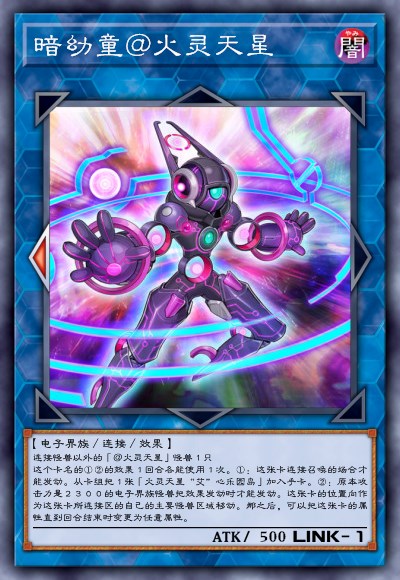 暗幼童@火灵天星
やみ
闇
【电子界族/连接/效果】
连接怪兽以外的「@火灵天星」怪兽1只
这个卡名的①②的效果1回合各能使用1次。①：这张卡连接召唤的场合才
能发动。从卡组把1张「火灵天星“艾”心乐园岛」加入手卡。②：原本攻
击力是2300的电子界族怪兽把效果发动时才能发动。这张卡的位置向作
为这张卡所连接区的自己的主要怪兽区域移动。那之后，可以把这张卡的属
性直到回合结束时变更为任意属性。
ATK/ 500 LINK-1